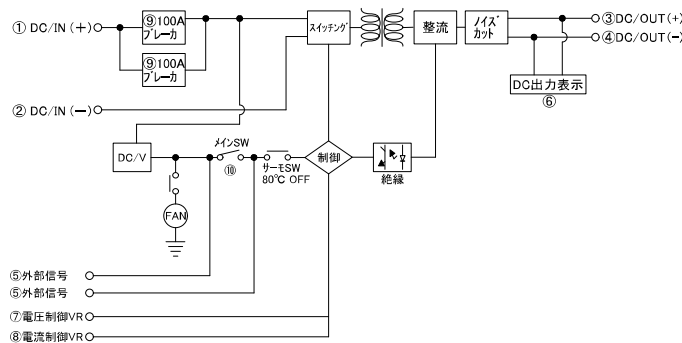 ① DC/IN (+)
⑨100A
ブレーカ
⑨100A
ブレーカ
スイッチング
整流
ノイズ
カット
③DC/OUT(+)
④DC/OUT(−)
DC出力表示
⑥
② DC/IN (−)
DC/V
メインSW
⑩
サーモSW
80℃ OFF
制御
絶縁
FAN
⑤外部信号
⑤外部信号
⑦電圧制御VR
⑧電流制御VR